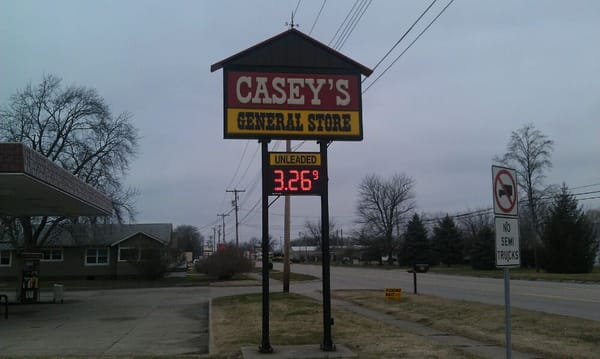 CASEY'S
GENERAL STORE
UNLEADED
3.26 9
NO
SEMI
TRUCKS